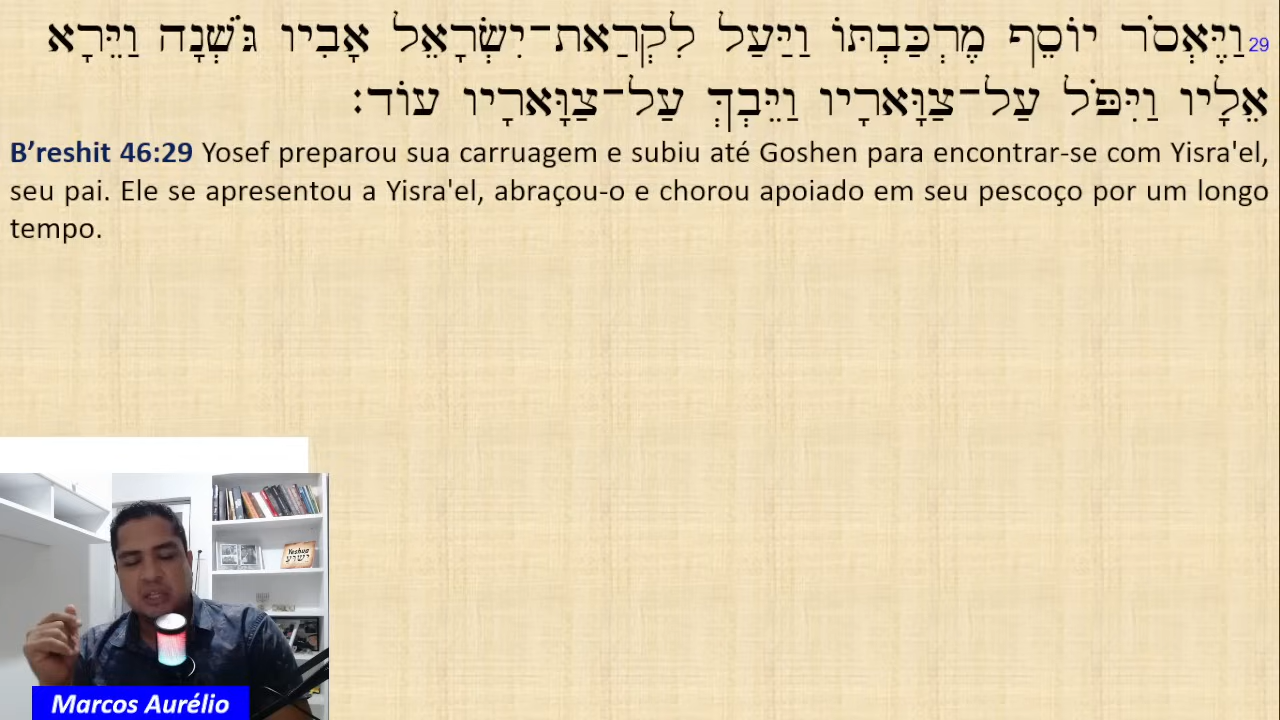 29 וַיֶּאְסֹר יוֹסֵף מֶרְכַּבְתּוֹ וַיַּעַל לִקְרַאת־יִשְׂרָאֵל אָבִיו גֹּשְׁנָה וַיֵּרָא
אֵלָיו וַיִּפֹּל עַל־צַוָּארָיו וַיֵּבְךְּ עַל־צַוָּארָיו עוֹד׃
B’reshit 46:29 Yosef preparou sua carruagem e subiu até Goshen para encontrar-se com Yisra'el,
seu pai. Ele se apresentou a Yisra'el, abraçou-o e chorou apoiado em seu pescoço por um longo
tempo.
Yeshua
ישוע
Marcos Aurélio